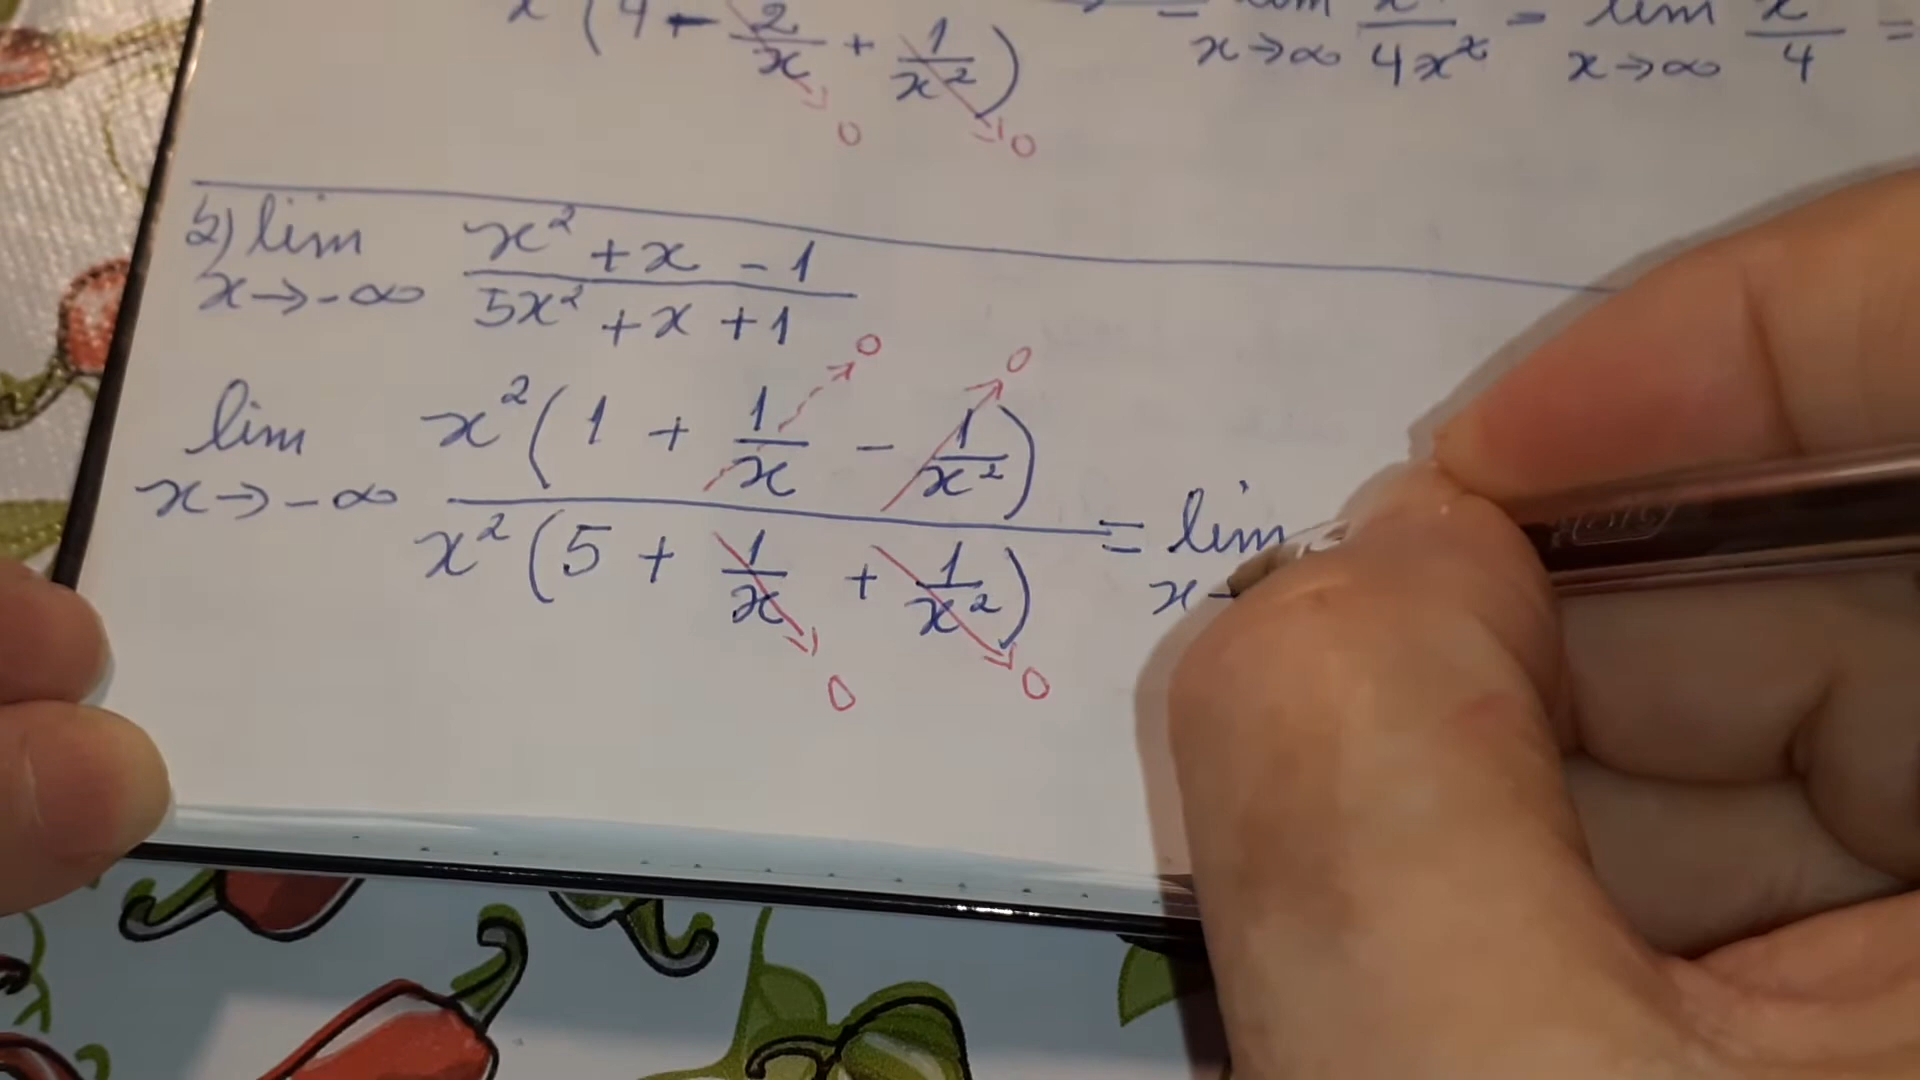 x (4 - 2/x + 1/x²) = lim x→∞ x³/4x² = lim x→∞ x/4 =
0 0
2) lim x→-∞ x² + x - 1 / 5x² + x + 1
0 0
lim x→-∞ x² (1 + 1/x - 1/x²) / x² (5 + 1/x + 1/x²) = lim x→
0 0